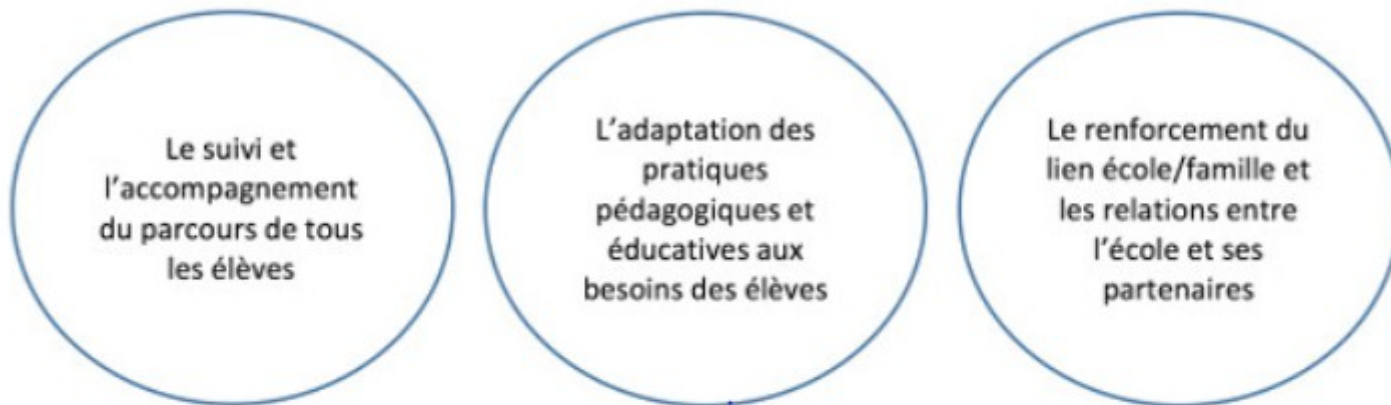 Le suivi et
l'accompagnement
du parcours de tous
les élèves
L'adaptation des
pratiques
pédagogiques et
éducatives aux
besoins des élèves
Le renforcement du
lien école/famille et
les relations entre
l'école et ses
partenaires